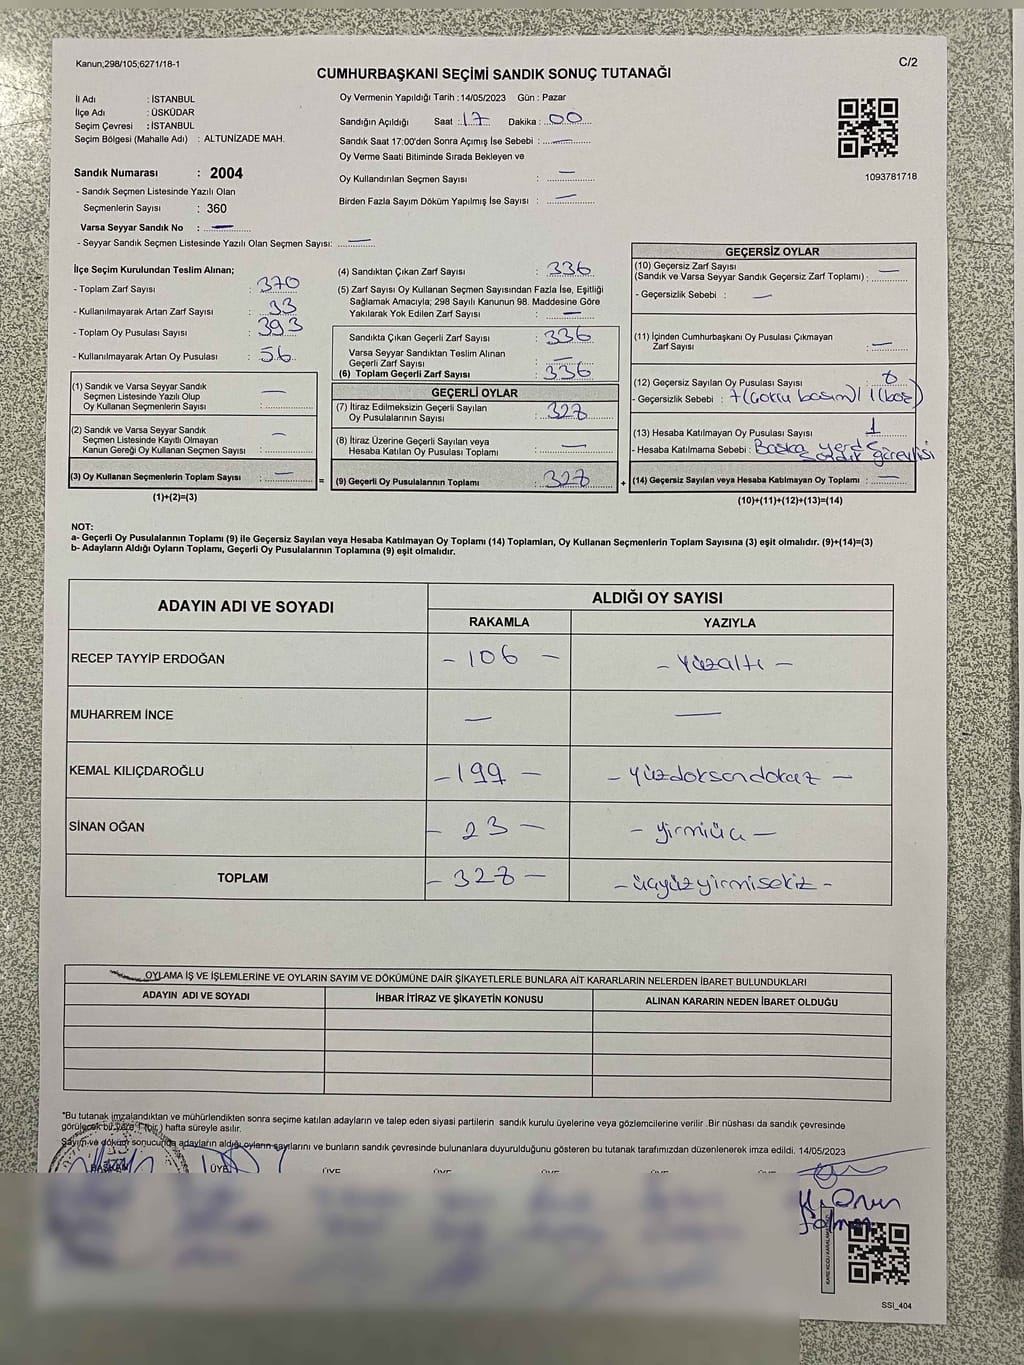 Kanun;298/105;6271/18-1
C/2
CUMHURBAŞKANI SEÇİMİ SANDIK SONUÇ TUTANAĞI
İl Adı : İSTANBUL
İlçe Adı : ÜSKÜDAR
Seçim Çevresi : İSTANBUL
Seçim Bölgesi (Mahalle Adı) : ALTUNİZADE MAH.
Sandık Numarası : 2004
- Sandık Seçmen Listesinde Yazılı Olan
Seçmenlerin Sayısı : 360
Varsa Seyyar Sandık No : —
- Seyyar Sandık Seçmen Listesinde Yazılı Olan Seçmen Sayısı: —
Oy Vermenin Yapıldığı Tarih : 14/05/2023 Gün : Pazar
Sandığın Açıldığı Saat : 17 Dakika : 00
Sandık Saat 17:00'den Sonra Açımış İse Sebebi : —
Oy Verme Saati Bitiminde Sırada Bekleyen ve
Oy Kullandırılan Seçmen Sayısı : —
Birden Fazla Sayım Döküm Yapılmış İse Sayısı : —
1093781718
İlçe Seçim Kurulundan Teslim Alınan;
- Toplam Zarf Sayısı : 370
- Kullanılmayarak Artan Zarf Sayısı : 33
- Toplam Oy Pusulası Sayısı : 393
- Kullanılmayarak Artan Oy Pusulası : 56
(1) Sandık ve Varsa Seyyar Sandık
Seçmen Listesinde Yazılı Olup
Oy Kullanan Seçmenlerin Sayısı : —
(2) Sandık ve Varsa Seyyar Sandık
Seçmen Listesinde Kayıtlı Olmayan
Kanun Gereği Oy Kullanan Seçmen Sayısı : —
(3) Oy Kullanan Seçmenlerin Toplam Sayısı : — =
(1)+(2)=(3)
(4) Sandıktan Çıkan Zarf Sayısı : 336
(5) Zarf Sayısı Oy Kullanan Seçmen Sayısından Fazla İse, Eşitliği
Sağlamak Amacıyla; 298 Sayılı Kanunun 98. Maddesine Göre
Yakılarak Yok Edilen Zarf Sayısı : —
Sandıkta Çıkan Geçerli Zarf Sayısı : 336
Varsa Seyyar Sandıktan Teslim Alınan
Geçerli Zarf Sayısı : —
(6) Toplam Geçerli Zarf Sayısı : 336
GEÇERLİ OYLAR
(7) İtiraz Edilmeksizin Geçerli Sayılan
Oy Pusulalarının Sayısı : 328
(8) İtiraz Üzerine Geçerli Sayılan veya
Hesaba Katılan Oy Pusulası Toplamı : —
(9) Geçerli Oy Pusulalarının Toplamı : 328 +
GEÇERSİZ OYLAR
(10) Geçersiz Zarf Sayısı
(Sandık ve Varsa Seyyar Sandık Geçersiz Zarf Toplamı) : —
- Geçersizlik Sebebi : —
(11) İçinden Cumhurbaşkanı Oy Pusulası Çıkmayan
Zarf Sayısı : —
(12) Geçersiz Sayılan Oy Pusulası Sayısı : 8
- Geçersizlik Sebebi : 7 (çoklu basım) 1 (boş)
(13) Hesaba Katılmayan Oy Pusulası Sayısı : 1
- Hesaba Katılmama Sebebi : Başka yerde
sandık görevlisi
(14) Geçersiz Sayılan veya Hesaba Katılmayan Oy Toplamı : —
(10)+(11)+(12)+(13)=(14)
NOT:
a- Geçerli Oy Pusulalarının Toplamı (9) ile Geçersiz Sayılan veya Hesaba Katılmayan Oy Toplamı (14) Toplamları, Oy Kullanan Seçmenlerin Toplam Sayısına (3) eşit olmalıdır. (9)+(14)=(3)
b- Adayların Aldığı Oyların Toplamı, Geçerli Oy Pusulalarının Toplamına (9) eşit olmalıdır.
ADAYIN ADI VE SOYADI ALDIĞI OY SAYISI
RAKAMLA YAZIYLA
RECEP TAYYİP ERDOĞAN - 106 - - Yüzaltı -
MUHARREM İNCE — —
KEMAL KILIÇDAROĞLU - 199 - - Yüzdoksandokuz -
SİNAN OĞAN - 23 - - yirmiüç -
TOPLAM - 328 - - üçyüzyirmisekiz -
OYLAMA İŞ VE İŞLEMLERİNE VE OYLARIN SAYIM VE DÖKÜMÜNE DAİR ŞİKAYETLERLE BUNLARA AİT KARARLARIN NELERDEN İBARET BULUNDUKLARI
ADAYIN ADI VE SOYADI İHBAR İTİRAZ VE ŞİKAYETİN KONUSU ALINAN KARARIN NEDEN İBARET OLDUĞU
*Bu tutanak imzalandıktan ve mühürlendikten sonra seçime katılan adayların ve talep eden siyasi partilerin sandık kurulu üyelerine veya gözlemcilerine verilir .Bir nüshası da sandık çevresinde
görülecek bir yere 1 (bir) hafta süreyle asılır.
Sayım ve döküm sonucunda adayların aldığı oyların sayılarını ve bunların sandık çevresinde bulunanlara duyurulduğunu gösteren bu tutanak tarafımızdan düzenlenerek imza edildi. 14/05/2023
BAŞKAN ÜYE ÜYE ÜYE ÜYE ÜYE
SSİ_404